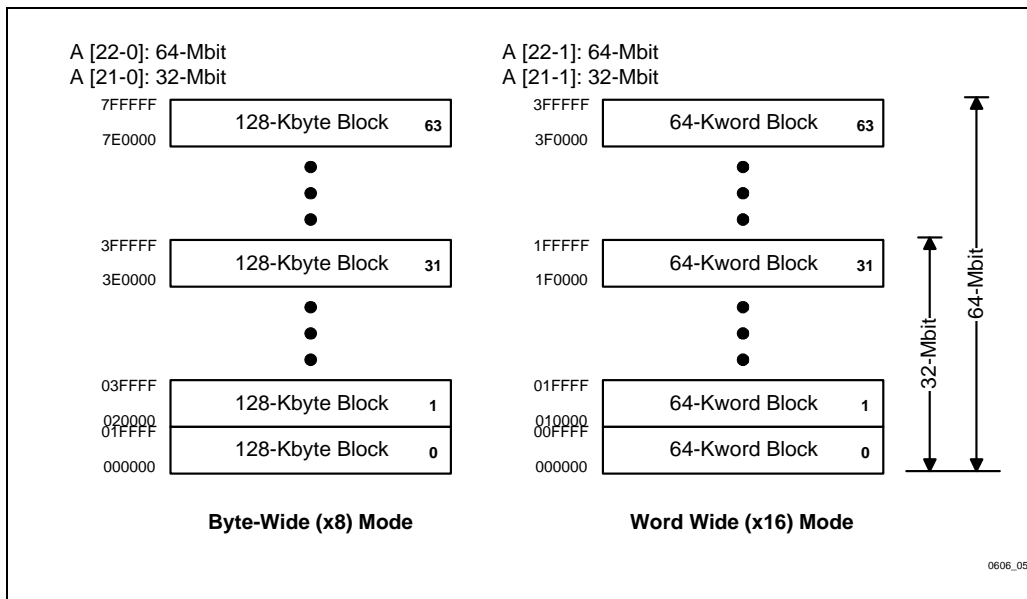 A [22-0]: 64-Mbit
A [21-0]: 32-Mbit
7FFFFF
128-Kbyte Block 63
7E0000
3FFFFF
128-Kbyte Block 31
3E0000
03FFFF
128-Kbyte Block 1
020000
01FFFF
128-Kbyte Block 0
000000
Byte-Wide (x8) Mode
A [22-1]: 64-Mbit
A [21-1]: 32-Mbit
3FFFFF
64-Kword Block 63
3F0000
1FFFFF
64-Kword Block 31
1F0000
01FFFF
64-Kword Block 1
010000
00FFFF
64-Kword Block 0
000000
Word Wide (x16) Mode
32-Mbit
64-Mbit
0606_05